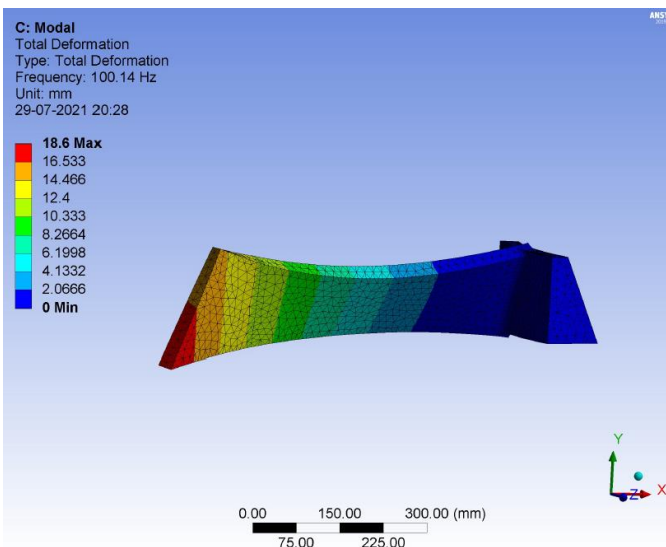 C: Modal
Total Deformation
Type: Total Deformation
Frequency: 100.14 Hz
Unit: mm
29-07-2021 20:28
18.6 Max
16.533
14.466
12.4
10.333
8.2664
6.1998
4.1332
2.0666
0 Min
Y
Z X
0.00 150.00 300.00 (mm)
75.00 225.00